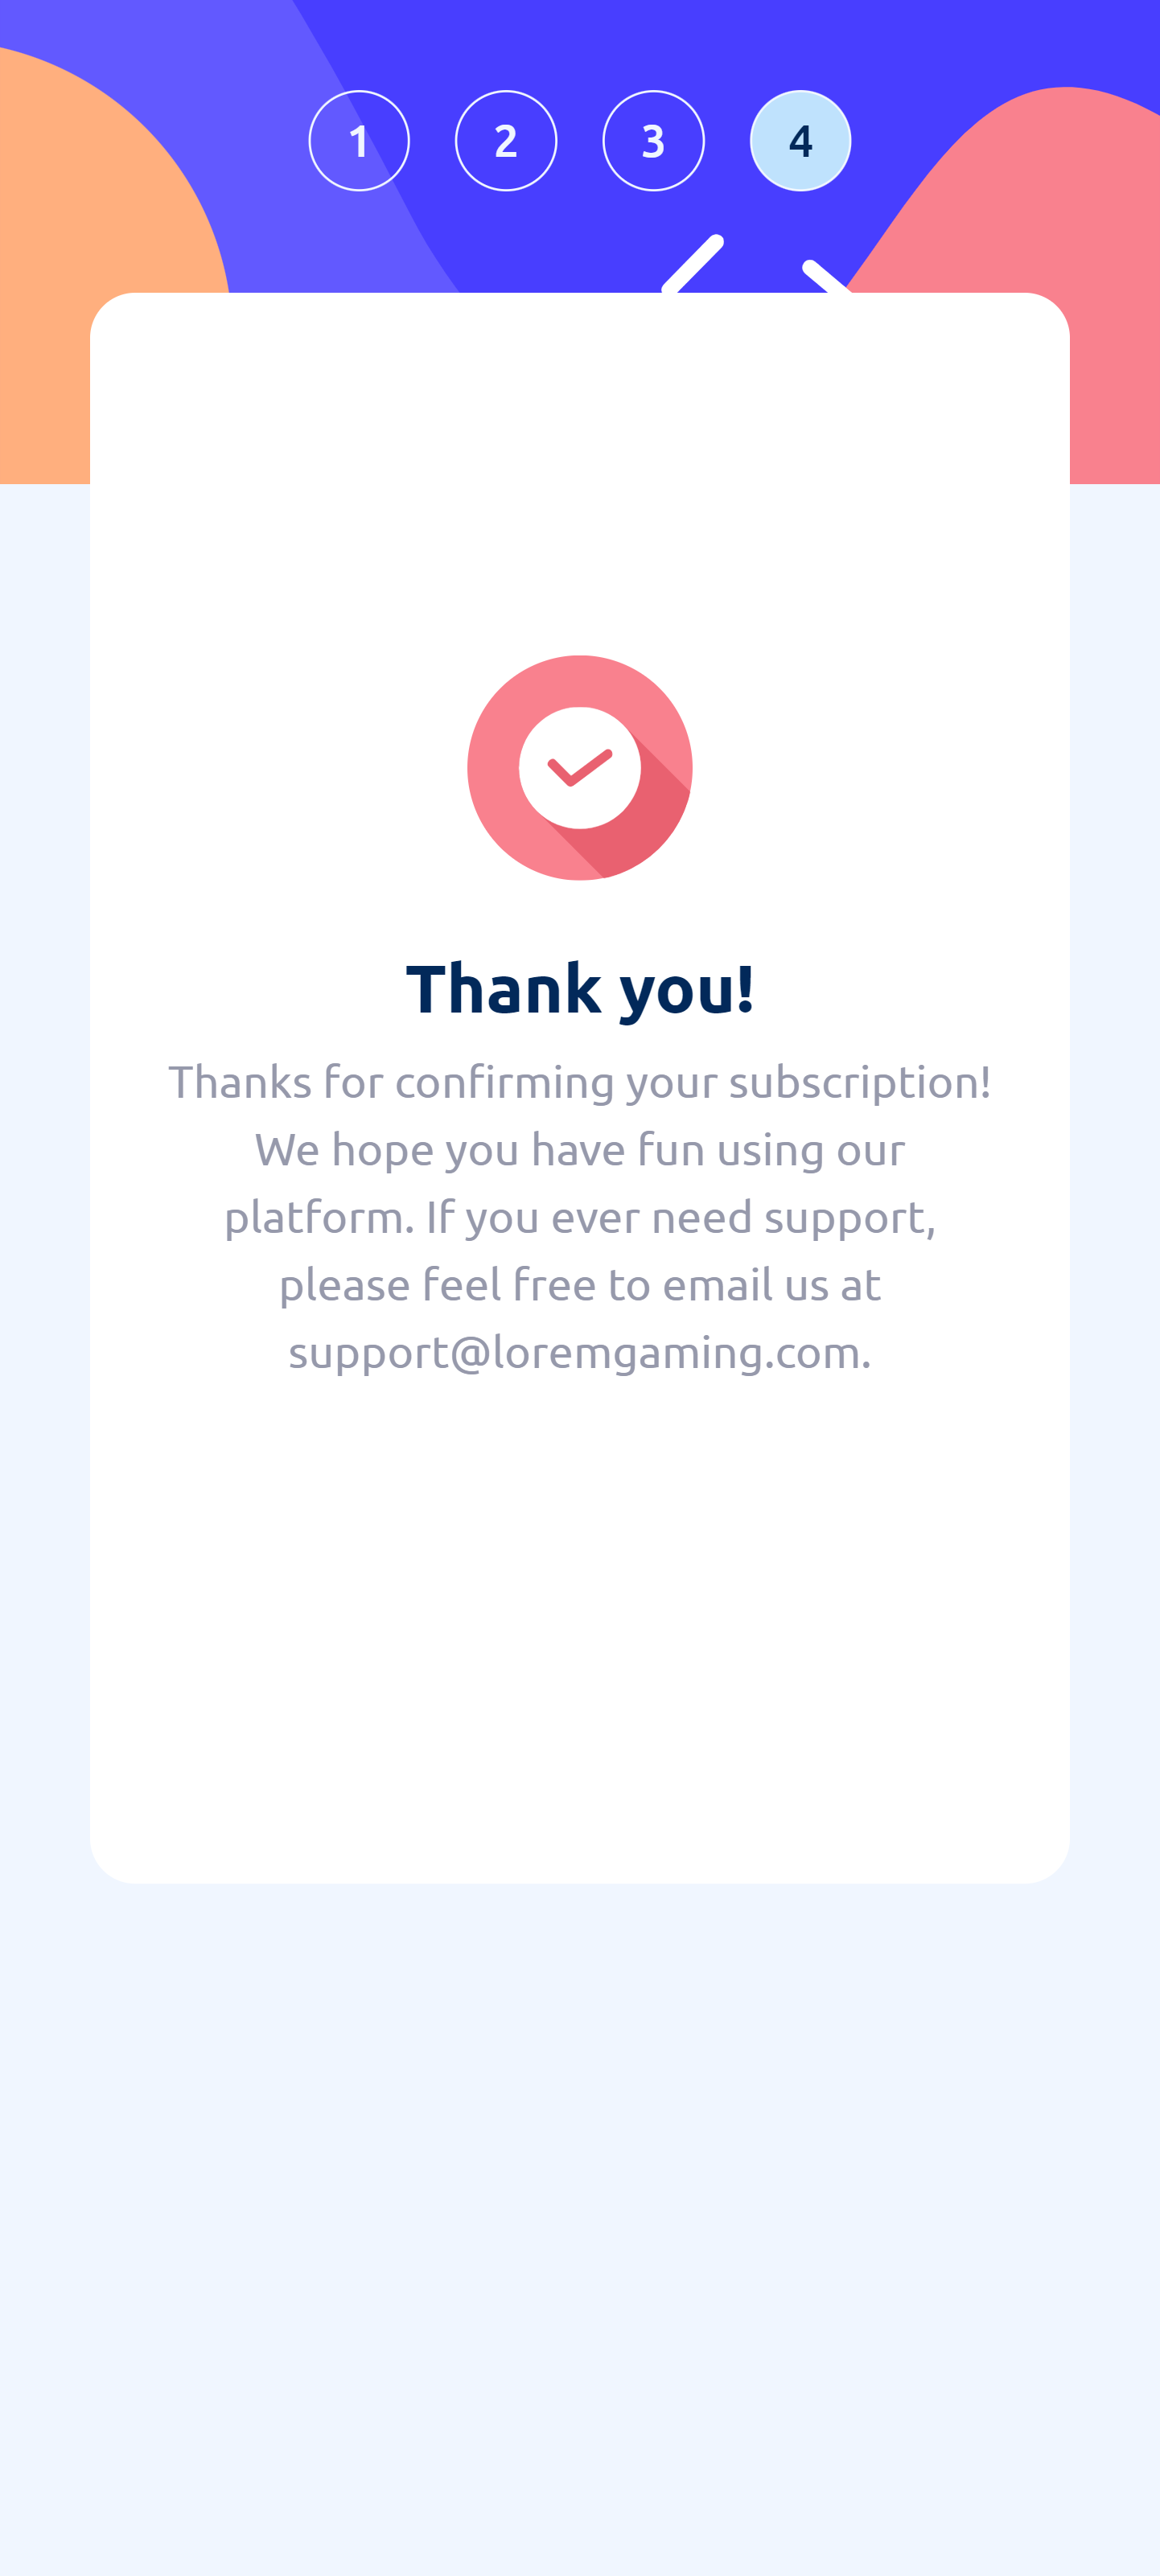 1 2 3 4
Thank you!
Thanks for confirming your subscription!
We hope you have fun using our
platform. If you ever need support,
please feel free to email us at
support@loremgaming.com.